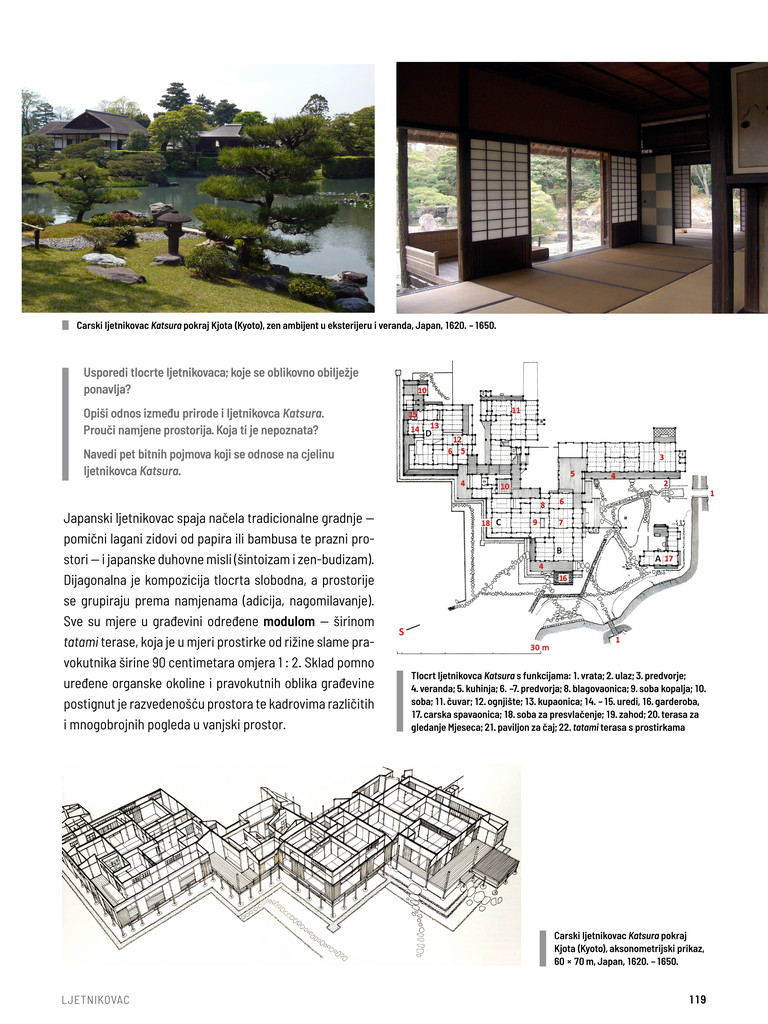 Carski ljetnikovac Katsura pokraj Kjota (Kyoto), zen ambijent u eksterijeru i veranda, Japan, 1620. – 1650.
Usporedi tlocrte ljetnikovaca; koje se oblikovno obilježje
ponavlja?
Opiši odnos između prirode i ljetnikovca Katsura.
Prouči namjene prostorija. Koja ti je nepoznata?
Navedi pet bitnih pojmova koji se odnose na cjelinu
ljetnikovca Katsura.
Japanski ljetnikovac spaja načela tradicionalne gradnje –
pomični lagani zidovi od papira ili bambusa te prazni pro-
stori – i japanske duhovne misli (šintoizam i zen-budizam).
Dijagonalna je kompozicija tlocrta slobodna, a prostorije
se grupiraju prema namjenama (adicija, nagomilavanje).
Sve su mjere u građevini određene modulom – širinom
tatami terase, koja je u mjeri prostirke od rižine slame pra-
vokutnika širine 90 centimetara omjera 1 : 2. Sklad pomno
uređene organske okoline i pravokutnih oblika građevine
postignut je razvedenošću prostora te kadrovima različitih
i mnogobrojnih pogleda u vanjski prostor.
10
11
15
14
13
D
12
6
5
3
5
4
2
4
10
1
8
6
18
C
9
7
B
A
17
4
16
S
1
30 m
Tlocrt ljetnikovca Katsura s funkcijama: 1. vrata; 2. ulaz; 3. predvorje;
4. veranda; 5. kuhinja; 6. –7. predvorja; 8. blagovaonica; 9. soba kopalja; 10.
soba; 11. čuvar; 12. ognjište; 13. kupaonica; 14. – 15. uredi, 16. garderoba,
17. carska spavaonica; 18. soba za presvlačenje; 19. zahod; 20. terasa za
gledanje Mjeseca; 21. paviljon za čaj; 22. tatami terasa s prostirkama
Carski ljetnikovac Katsura pokraj
Kjota (Kyoto), aksonometrijski prikaz,
60 × 70 m, Japan, 1620. – 1650.
LJETNIKOVAC
119